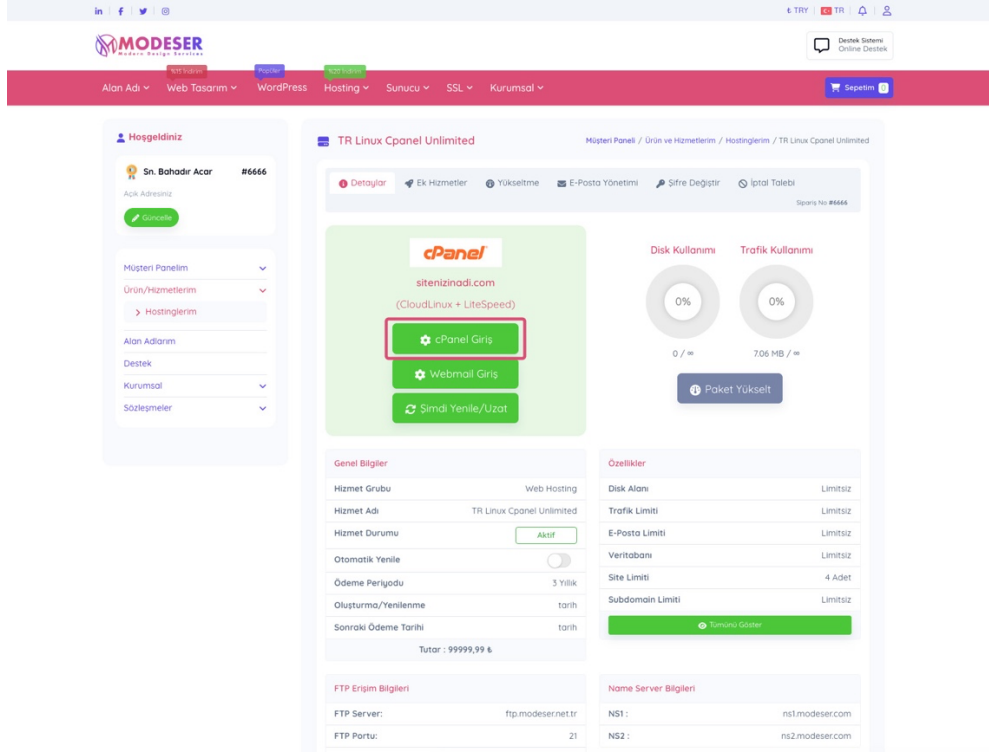 ₺ TRY
TR
MODESER
Modern Design Services
Destek Sistemi
Online Destek
%15 İndirim
Popüler
%20 İndirim
Alan Adı
Web Tasarım
WordPress
Hosting
Sunucu
SSL
Kurumsal
Sepetim 0
Hoşgeldiniz
Sn. Bahadır Acar #6666
Açık Adresiniz
Güncelle
Müşteri Panelim
Ürün/Hizmetlerim
Hostinglerim
Alan Adlarım
Destek
Kurumsal
Sözleşmeler
TR Linux Cpanel Unlimited
Müşteri Paneli / Ürün ve Hizmetlerim / Hostinglerim / TR Linux Cpanel Unlimited
Detaylar
Ek Hizmetler
Yükseltme
E-Posta Yönetimi
Şifre Değiştir
İptal Talebi
Sipariş No #6666
cPanel
sitenizinadi.com
(CloudLinux + LiteSpeed)
cPanel Giriş
Webmail Giriş
Şimdi Yenile/Uzat
Disk Kullanımı
Trafik Kullanımı
0%
0%
0 / ∞
7.06 MB / ∞
Paket Yükselt
Genel Bilgiler
Hizmet Grubu Web Hosting
Hizmet Adı TR Linux Cpanel Unlimited
Hizmet Durumu Aktif
Otomatik Yenile
Ödeme Periyodu 3 Yıllık
Oluşturma/Yenilenme tarih
Sonraki Ödeme Tarihi tarih
Tutar : 99999,99 ₺
Özellikler
Disk Alanı Limitsiz
Trafik Limiti Limitsiz
E-Posta Limiti Limitsiz
Veritabanı Limitsiz
Site Limiti 4 Adet
Subdomain Limiti Limitsiz
Tümünü Göster
FTP Erişim Bilgileri
FTP Server: ftp.modeser.net.tr
FTP Portu: 21
Name Server Bilgileri
NS1 : ns1.modeser.com
NS2 : ns2.modeser.com